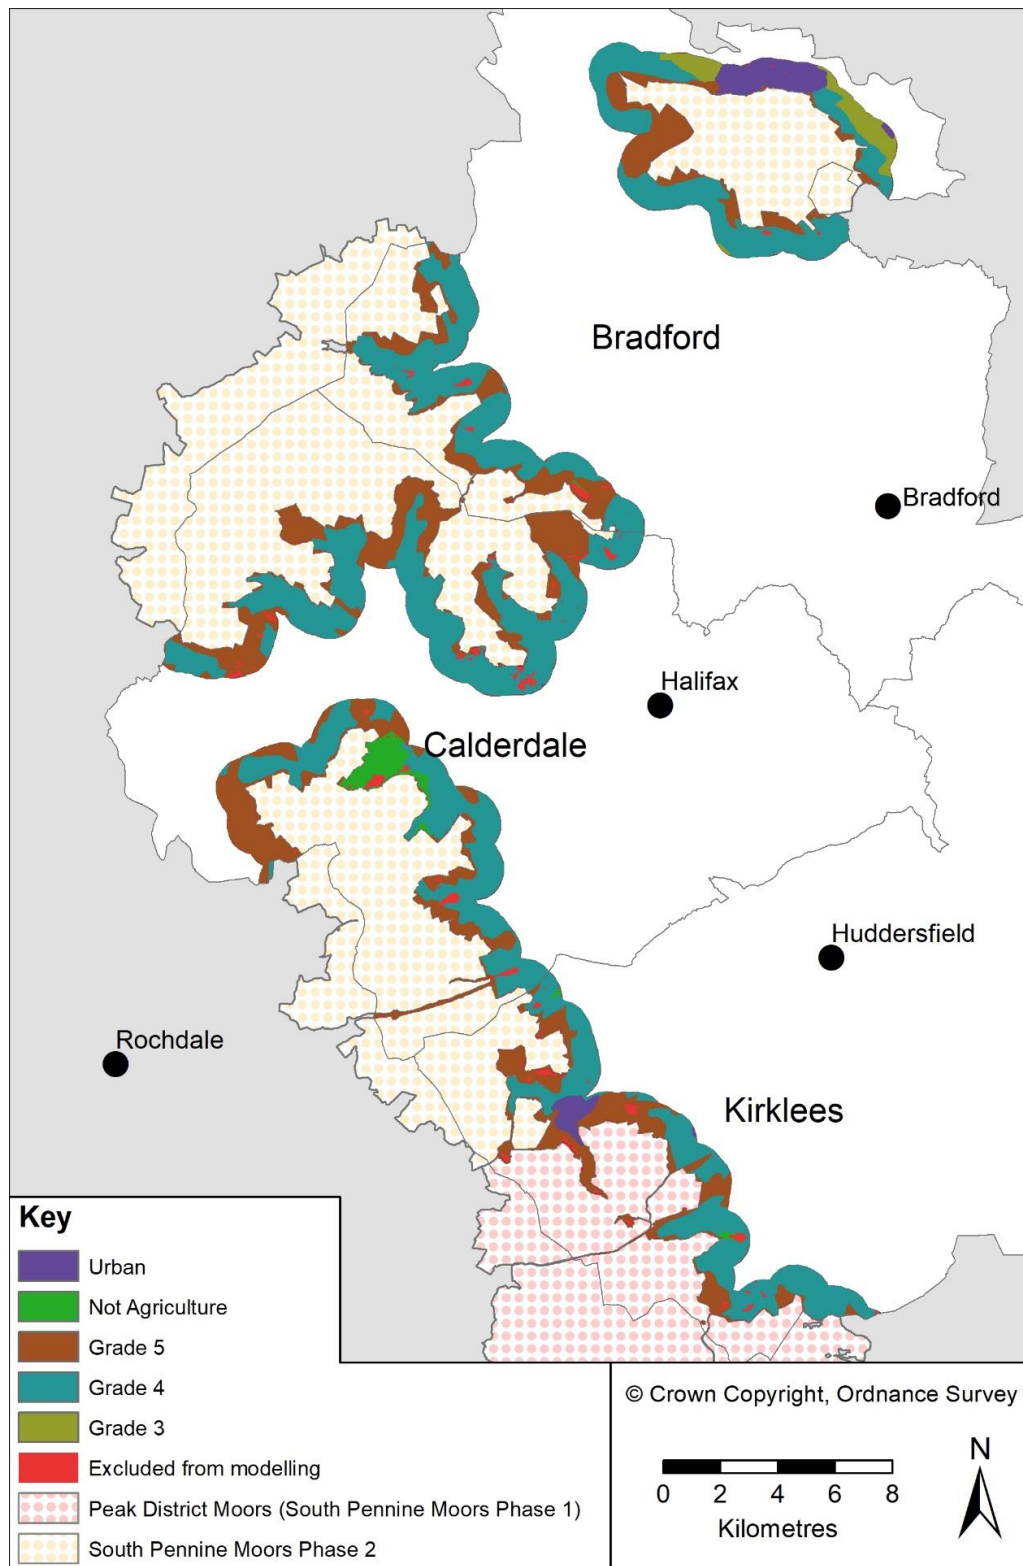 Bradford
Bradford
Halifax
Calderdale
Huddersfield
Rochdale
Kirklees
Key
Urban
Not Agriculture
Grade 5
Grade 4
Grade 3
Excluded from modelling
Peak District Moors (South Pennine Moors Phase 1)
South Pennine Moors Phase 2
© Crown Copyright, Ordnance Survey
N
0 2 4 6 8
Kilometres